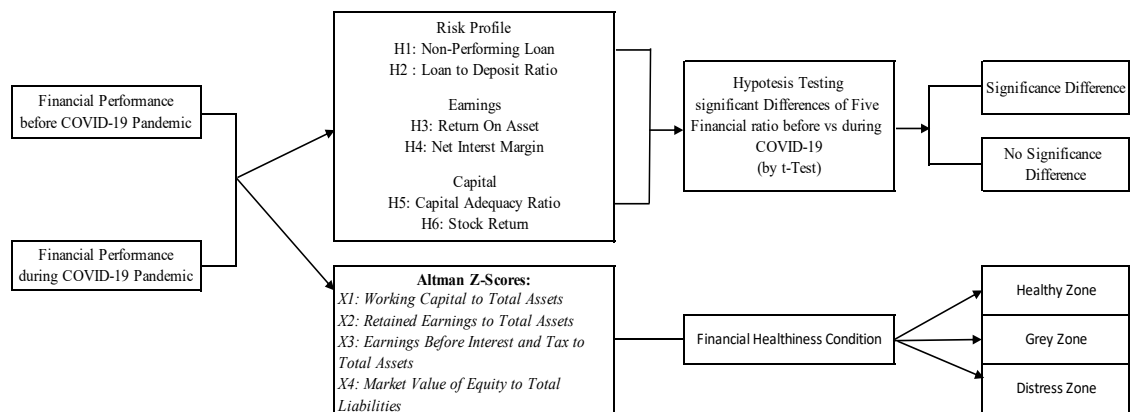 Financial Performance
before COVID-19 Pandemic
Financial Performance
during COVID-19 Pandemic
Risk Profile
H1: Non-Performing Loan
H2 : Loan to Deposit Ratio
Earnings
H3: Return On Asset
H4: Net Interst Margin
Capital
H5: Capital Adequacy Ratio
H6: Stock Return
Hypotesis Testing
significant Differences of Five
Financial ratio before vs during
COVID-19
(by t-Test)
Significance Difference
No Significance
Difference
Altman Z-Scores:
X1: Working Capital to Total Assets
X2: Retained Earnings to Total Assets
X3: Earnings Before Interest and Tax to
Total Assets
X4: Market Value of Equity to Total
Liabilities
Financial Healthiness Condition
Healthy Zone
Grey Zone
Distress Zone